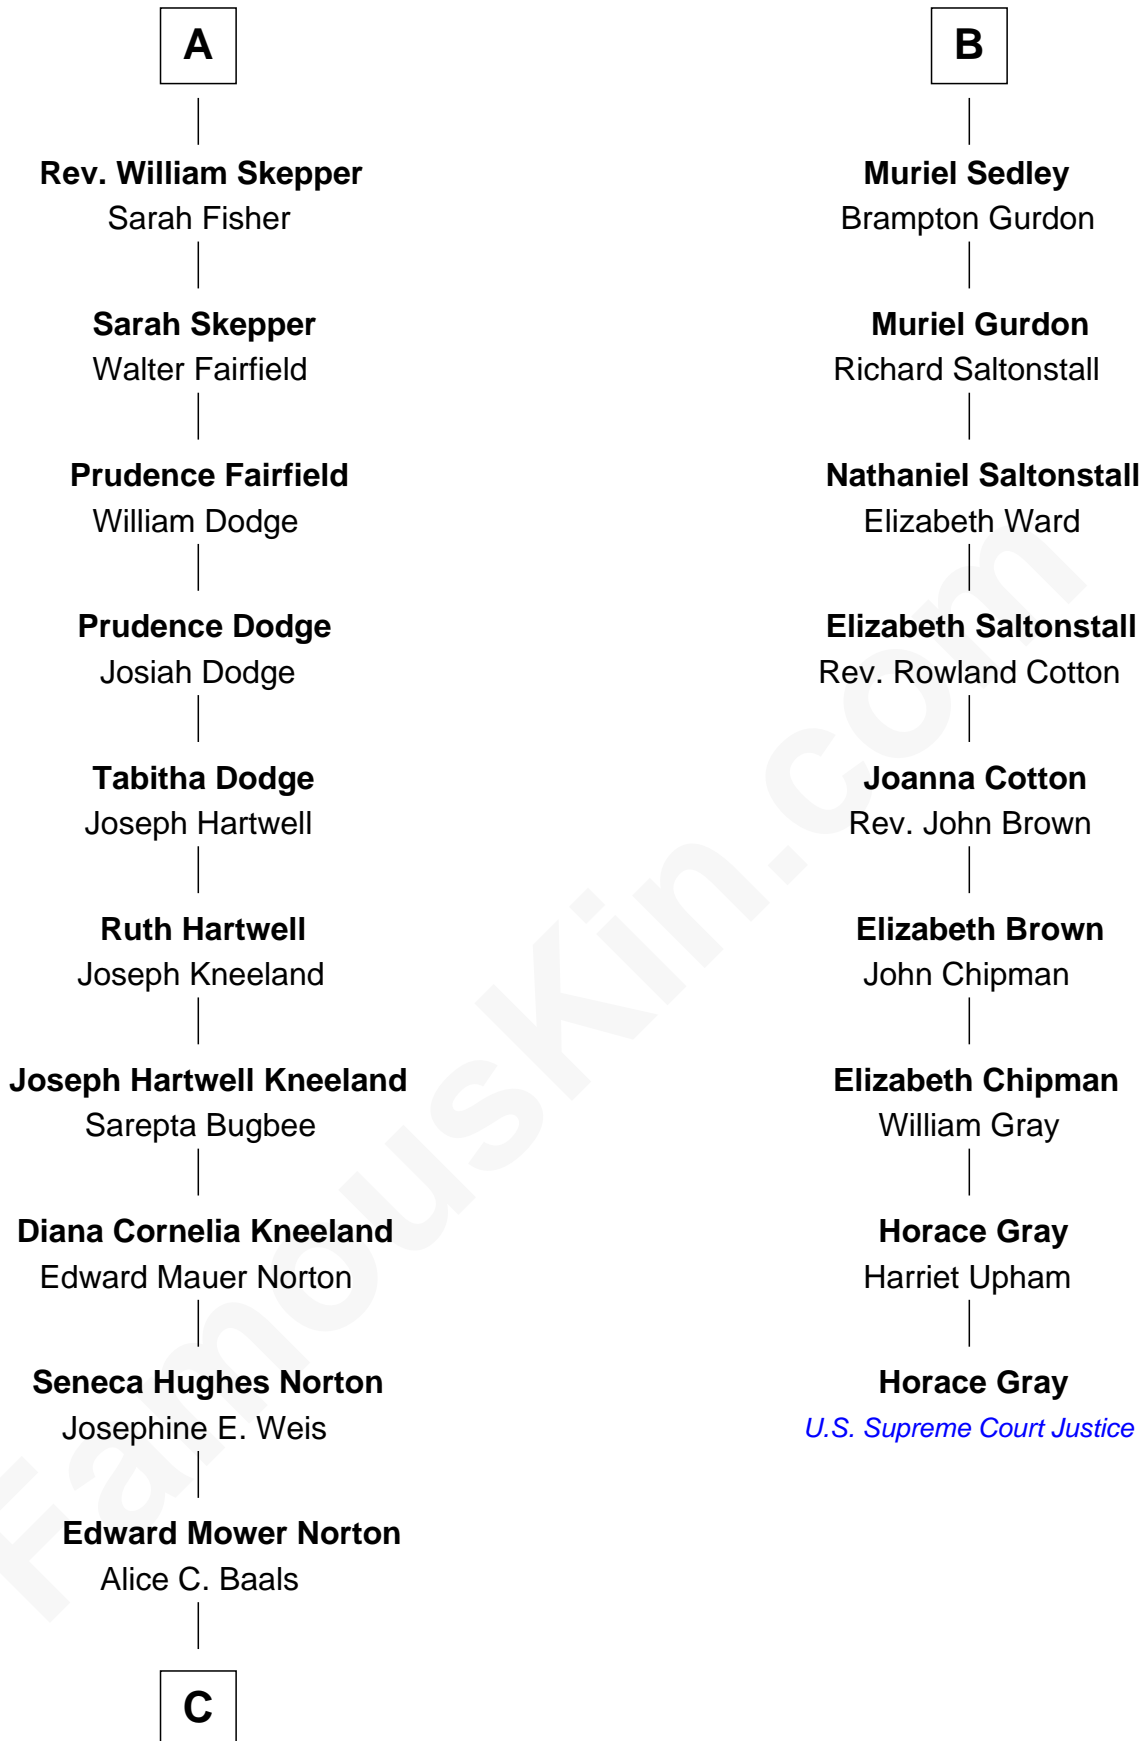 A
Rev. William Skepper
Sarah Fisher
Sarah Skepper
Walter Fairfield
Prudence Fairfield
William Dodge
Prudence Dodge
Josiah Dodge
Tabitha Dodge
Joseph Hartwell
Ruth Hartwell
Joseph Kneeland
Joseph Hartwell Kneeland
Sarepta Bugbee
Diana Cornelia Kneeland
Edward Mauer Norton
Seneca Hughes Norton
Josephine E. Weis
Edward Mower Norton
Alice C. Baals
C
B
Muriel Sedley
Brampton Gurdon
Muriel Gurdon
Richard Saltonstall
Nathaniel Saltonstall
Elizabeth Ward
Elizabeth Saltonstall
Rev. Rowland Cotton
Joanna Cotton
Rev. John Brown
Elizabeth Brown
John Chipman
Elizabeth Chipman
William Gray
Horace Gray
Harriet Upham
Horace Gray
U.S. Supreme Court Justice
FamousKin.com